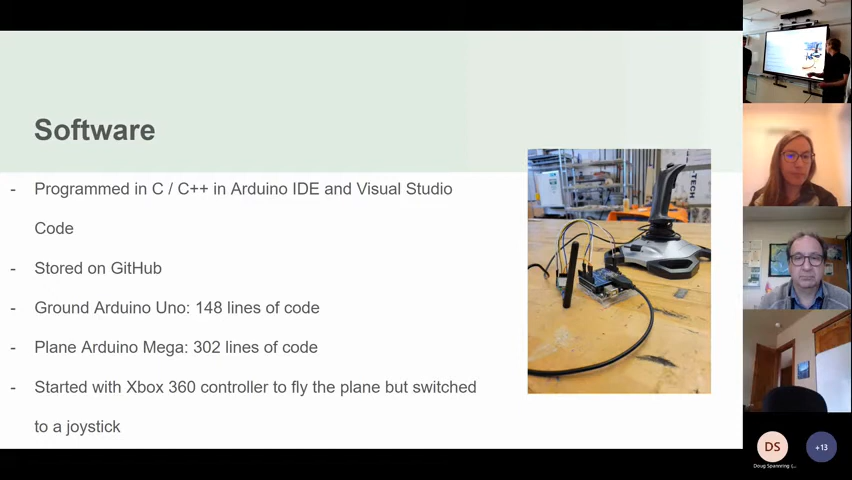 Software
- Programmed in C / C++ in Arduino IDE and Visual Studio
Code
- Stored on GitHub
- Ground Arduino Uno: 148 lines of code
- Plane Arduino Mega: 302 lines of code
- Started with Xbox 360 controller to fly the plane but switched
to a joystick
TECH
DS
+13